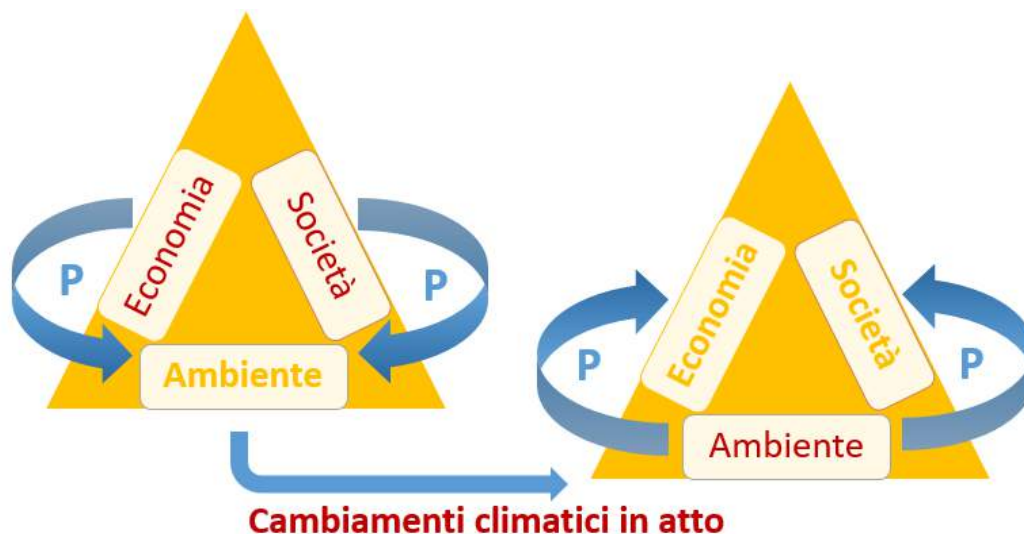 Economia
Società
P
P
Ambiente
Economia
Società
P
P
Ambiente
Cambiamenti climatici in atto